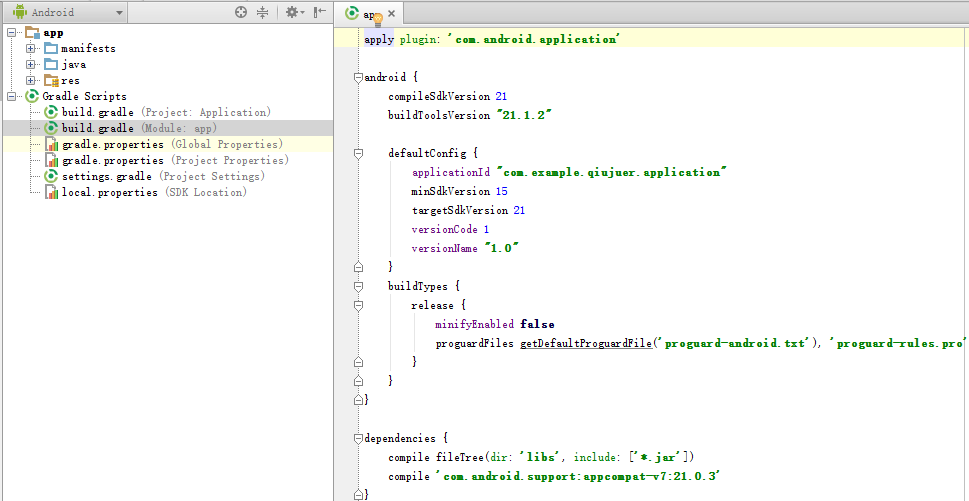 Android
app
manifests
java
res
Gradle Scripts
build.gradle (Project: Application)
build.gradle (Module: app)
gradle.properties (Global Properties)
gradle.properties (Project Properties)
settings.gradle (Project Settings)
local.properties (SDK Location)
app
apply plugin: 'com.android.application'
android {
compileSdkVersion 21
buildToolsVersion "21.1.2"
defaultConfig {
applicationId "com.example.qiujuer.application"
minSdkVersion 15
targetSdkVersion 21
versionCode 1
versionName "1.0"
}
buildTypes {
release {
minifyEnabled false
proguardFiles getDefaultProguardFile('proguard-android.txt'), 'proguard-rules.pro'
}
}
}
dependencies {
compile fileTree(dir: 'libs', include: ['*.jar'])
compile 'com.android.support:appcompat-v7:21.0.3'
}